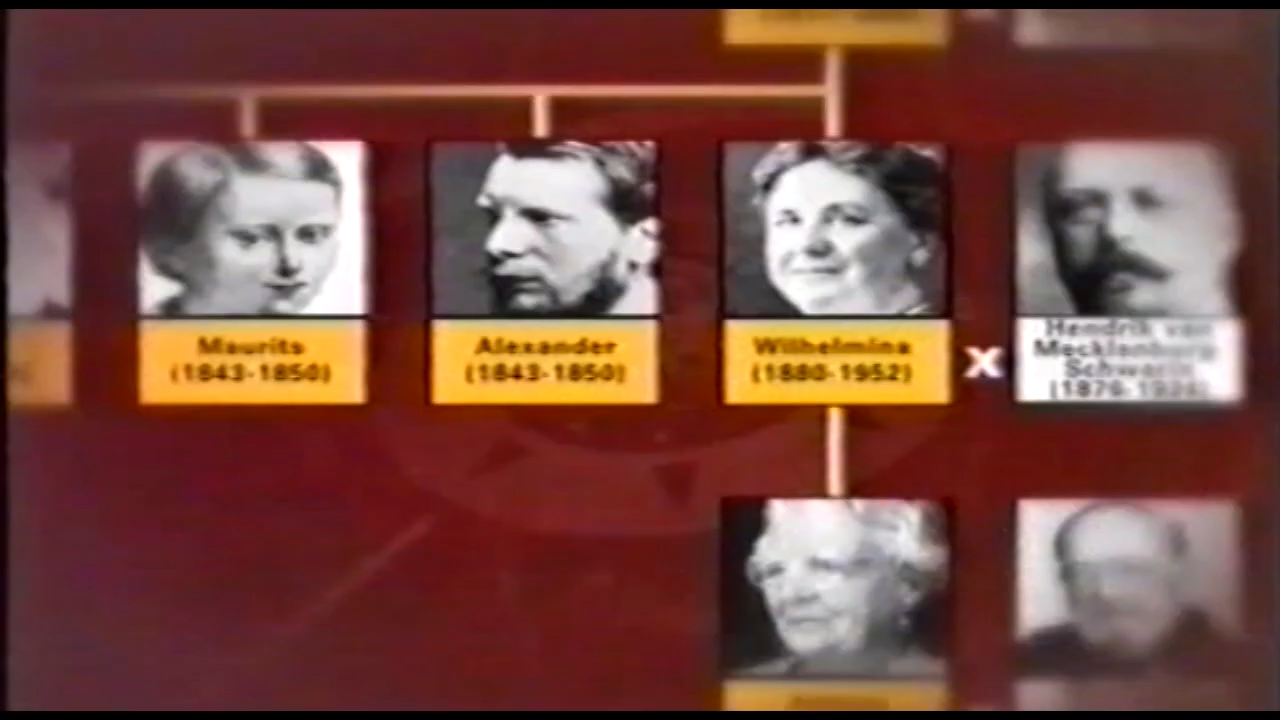 Maurits
(1843-1850)
Alexander
(1843-1850)
Wilhelmina
(1880-1952)
x
Hendrik van
Mecklenburg
Schwerin